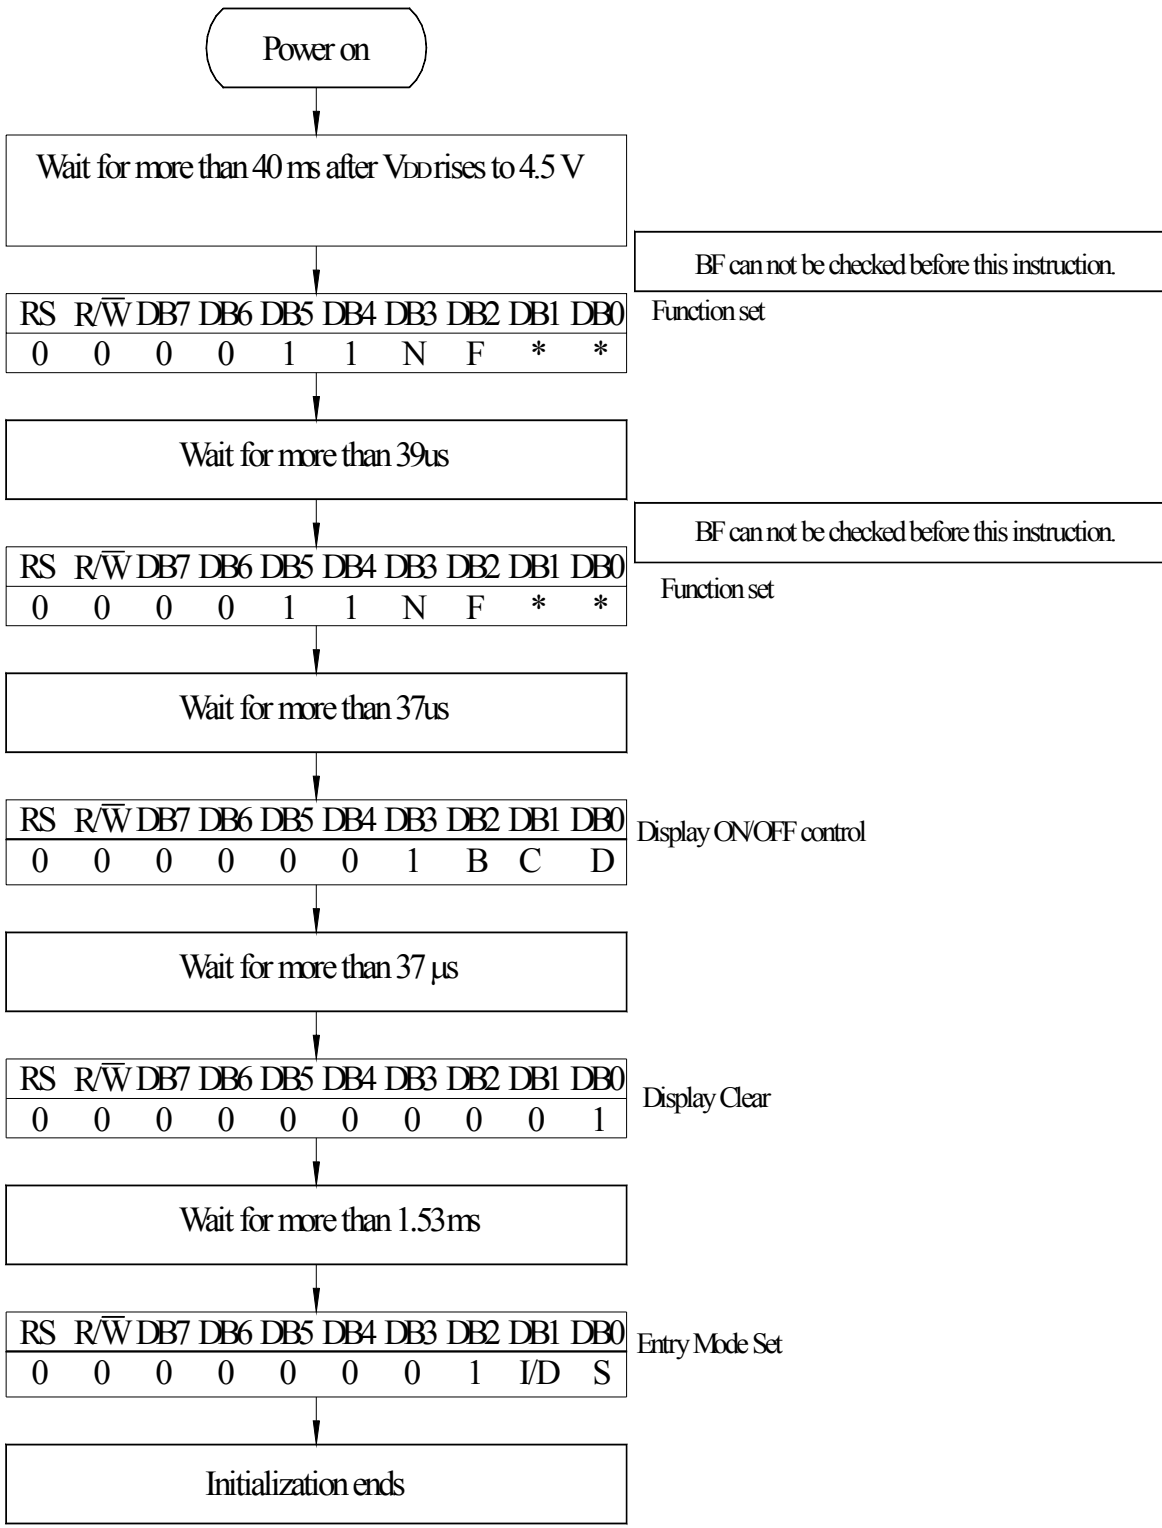 Power on
Wait for more than 40 ms after VDD rises to 4.5 V
BF can not be checked before this instruction.
RS R/W̅ DB7 DB6 DB5 DB4 DB3 DB2 DB1 DB0
Function set
0 0 0 0 1 1 N F * *
Wait for more than 39us
BF can not be checked before this instruction.
RS R/W̅ DB7 DB6 DB5 DB4 DB3 DB2 DB1 DB0
Function set
0 0 0 0 1 1 N F * *
Wait for more than 37us
RS R/W̅ DB7 DB6 DB5 DB4 DB3 DB2 DB1 DB0
Display ON/OFF control
0 0 0 0 0 0 1 B C D
Wait for more than 37 μs
RS R/W̅ DB7 DB6 DB5 DB4 DB3 DB2 DB1 DB0
Display Clear
0 0 0 0 0 0 0 0 0 1
Wait for more than 1.53ms
RS R/W̅ DB7 DB6 DB5 DB4 DB3 DB2 DB1 DB0
Entry Mode Set
0 0 0 0 0 0 0 1 I/D S
Initialization ends